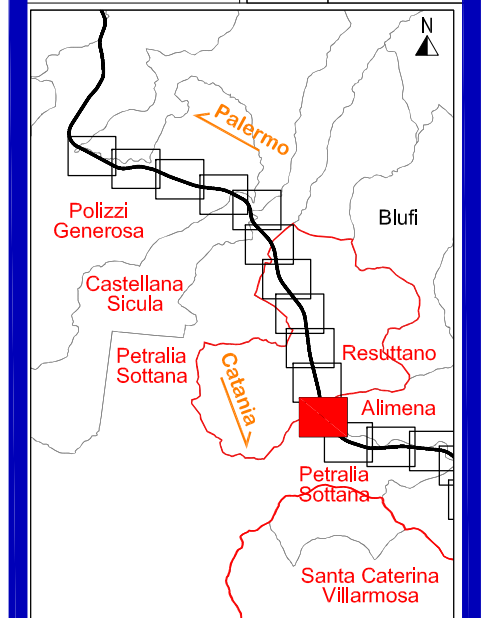 N
Palermo
Polizzi
Generosa
Blufi
Castellana
Sicula
Petralia
Sottana
Catania
Resuttano
Alimena
Petralia
Sottana
Santa Caterina
Villarmosa